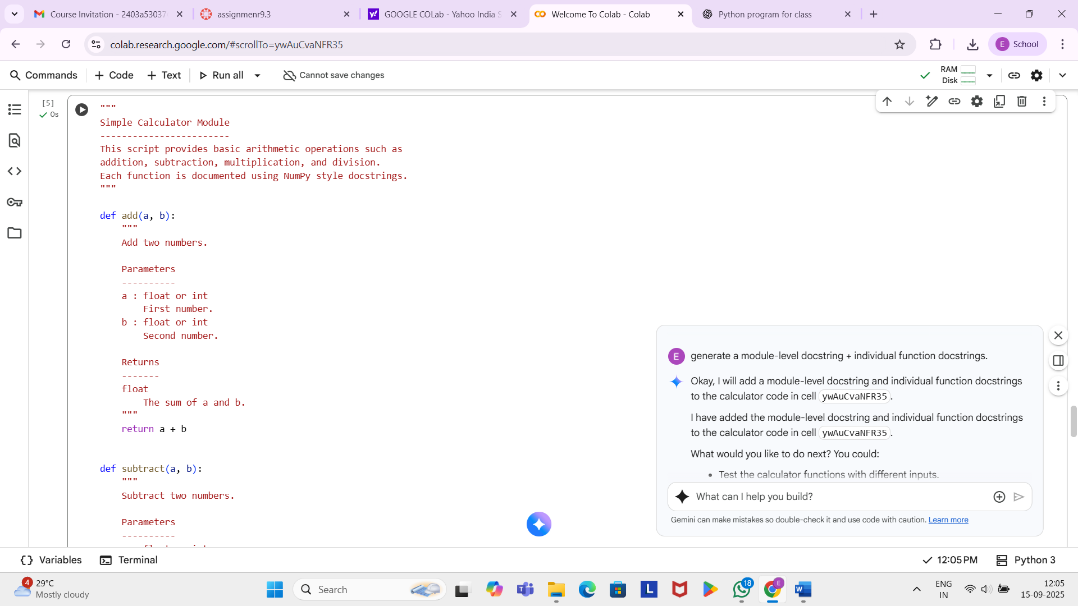 Course Invitation - 2403a53037
assignmenr9.3
GOOGLE COLab - Yahoo India S
Welcome To Colab - Colab
Python program for class
colab.research.google.com/#scrollTo=ywAuCvaNFR35
School
Commands
+ Code
+ Text
Run all
Cannot save changes
RAM
Disk
[5]
0s
"""
Simple Calculator Module
------------------------
This script provides basic arithmetic operations such as
addition, subtraction, multiplication, and division.
Each function is documented using NumPy style docstrings.
"""
def add(a, b):
"""
Add two numbers.
Parameters
----------
a : float or int
First number.
b : float or int
Second number.
Returns
-------
float
The sum of a and b.
"""
return a + b
def subtract(a, b):
"""
Subtract two numbers.
Parameters
----------
E
generate a module-level docstring + individual function docstrings.
Okay, I will add a module-level docstring and individual function docstrings
to the calculator code in cell ywAuCvaNFR35 .
I have added the module-level docstring and individual function docstrings
to the calculator code in cell ywAuCvaNFR35 .
What would you like to do next? You could:
• Test the calculator functions with different inputs.
What can I help you build?
Gemini can make mistakes so double-check it and use code with caution. Learn more
Variables
Terminal
12:05 PM
Python 3
4
29°C
Mostly cloudy
Search
18
ENG
IN
12:05
15-09-2025